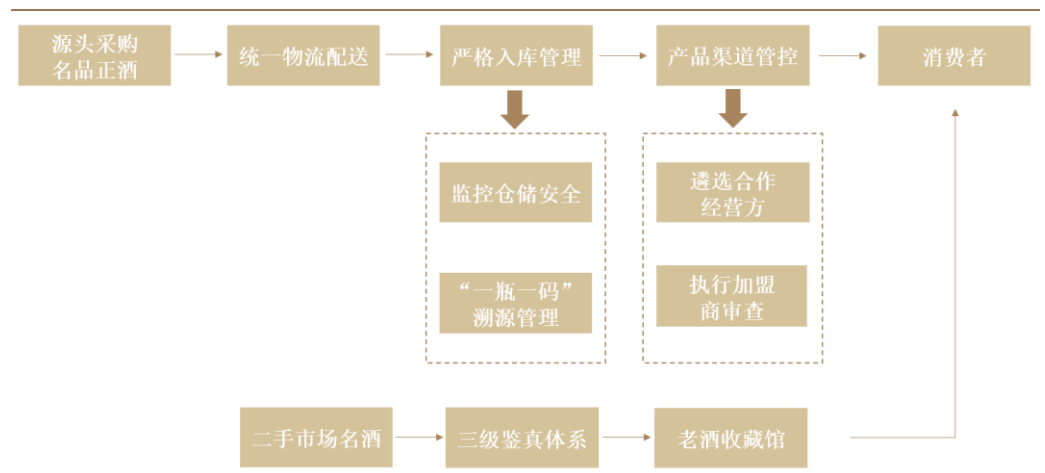 源头采购
名品正酒
统一物流配送
严格入库管理
产品渠道管控
消费者
监控仓储安全
“一瓶一码”
溯源管理
遴选合作
经营方
执行加盟
商审查
二手市场名酒
三级鉴真体系
老酒收藏馆